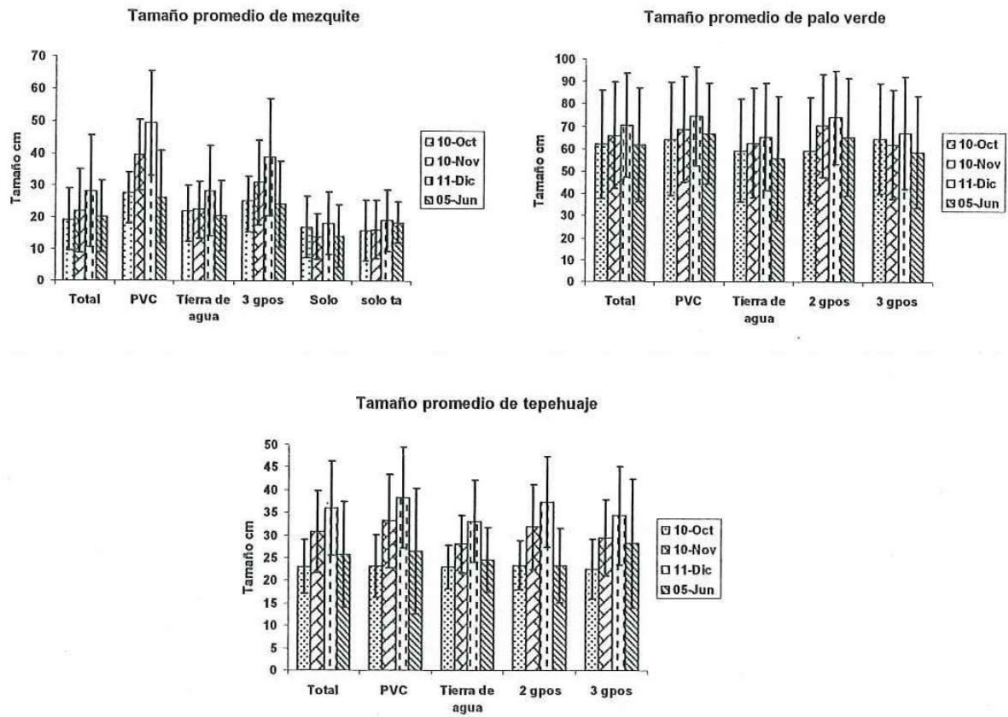 Tamaño promedio de mezquite
70
60
50
40
30
20
10
0
Tamaño cm
Total PVC Tierra de agua 3 gpos Solo solo ta
10-Oct
10-Nov
11-Dic
05-Jun
Tamaño promedio de palo verde
100
90
80
70
60
50
40
30
20
10
0
Tamaño cm
Total PVC Tierra de agua 2 gpos 3 gpos
10-Oct
10-Nov
11-Dic
05-Jun
Tamaño promedio de tepehuaje
50
45
40
35
30
25
20
15
10
5
0
Tamaño cm
Total PVC Tierra de agua 2 gpos 3 gpos
10-Oct
10-Nov
11-Dic
05-Jun